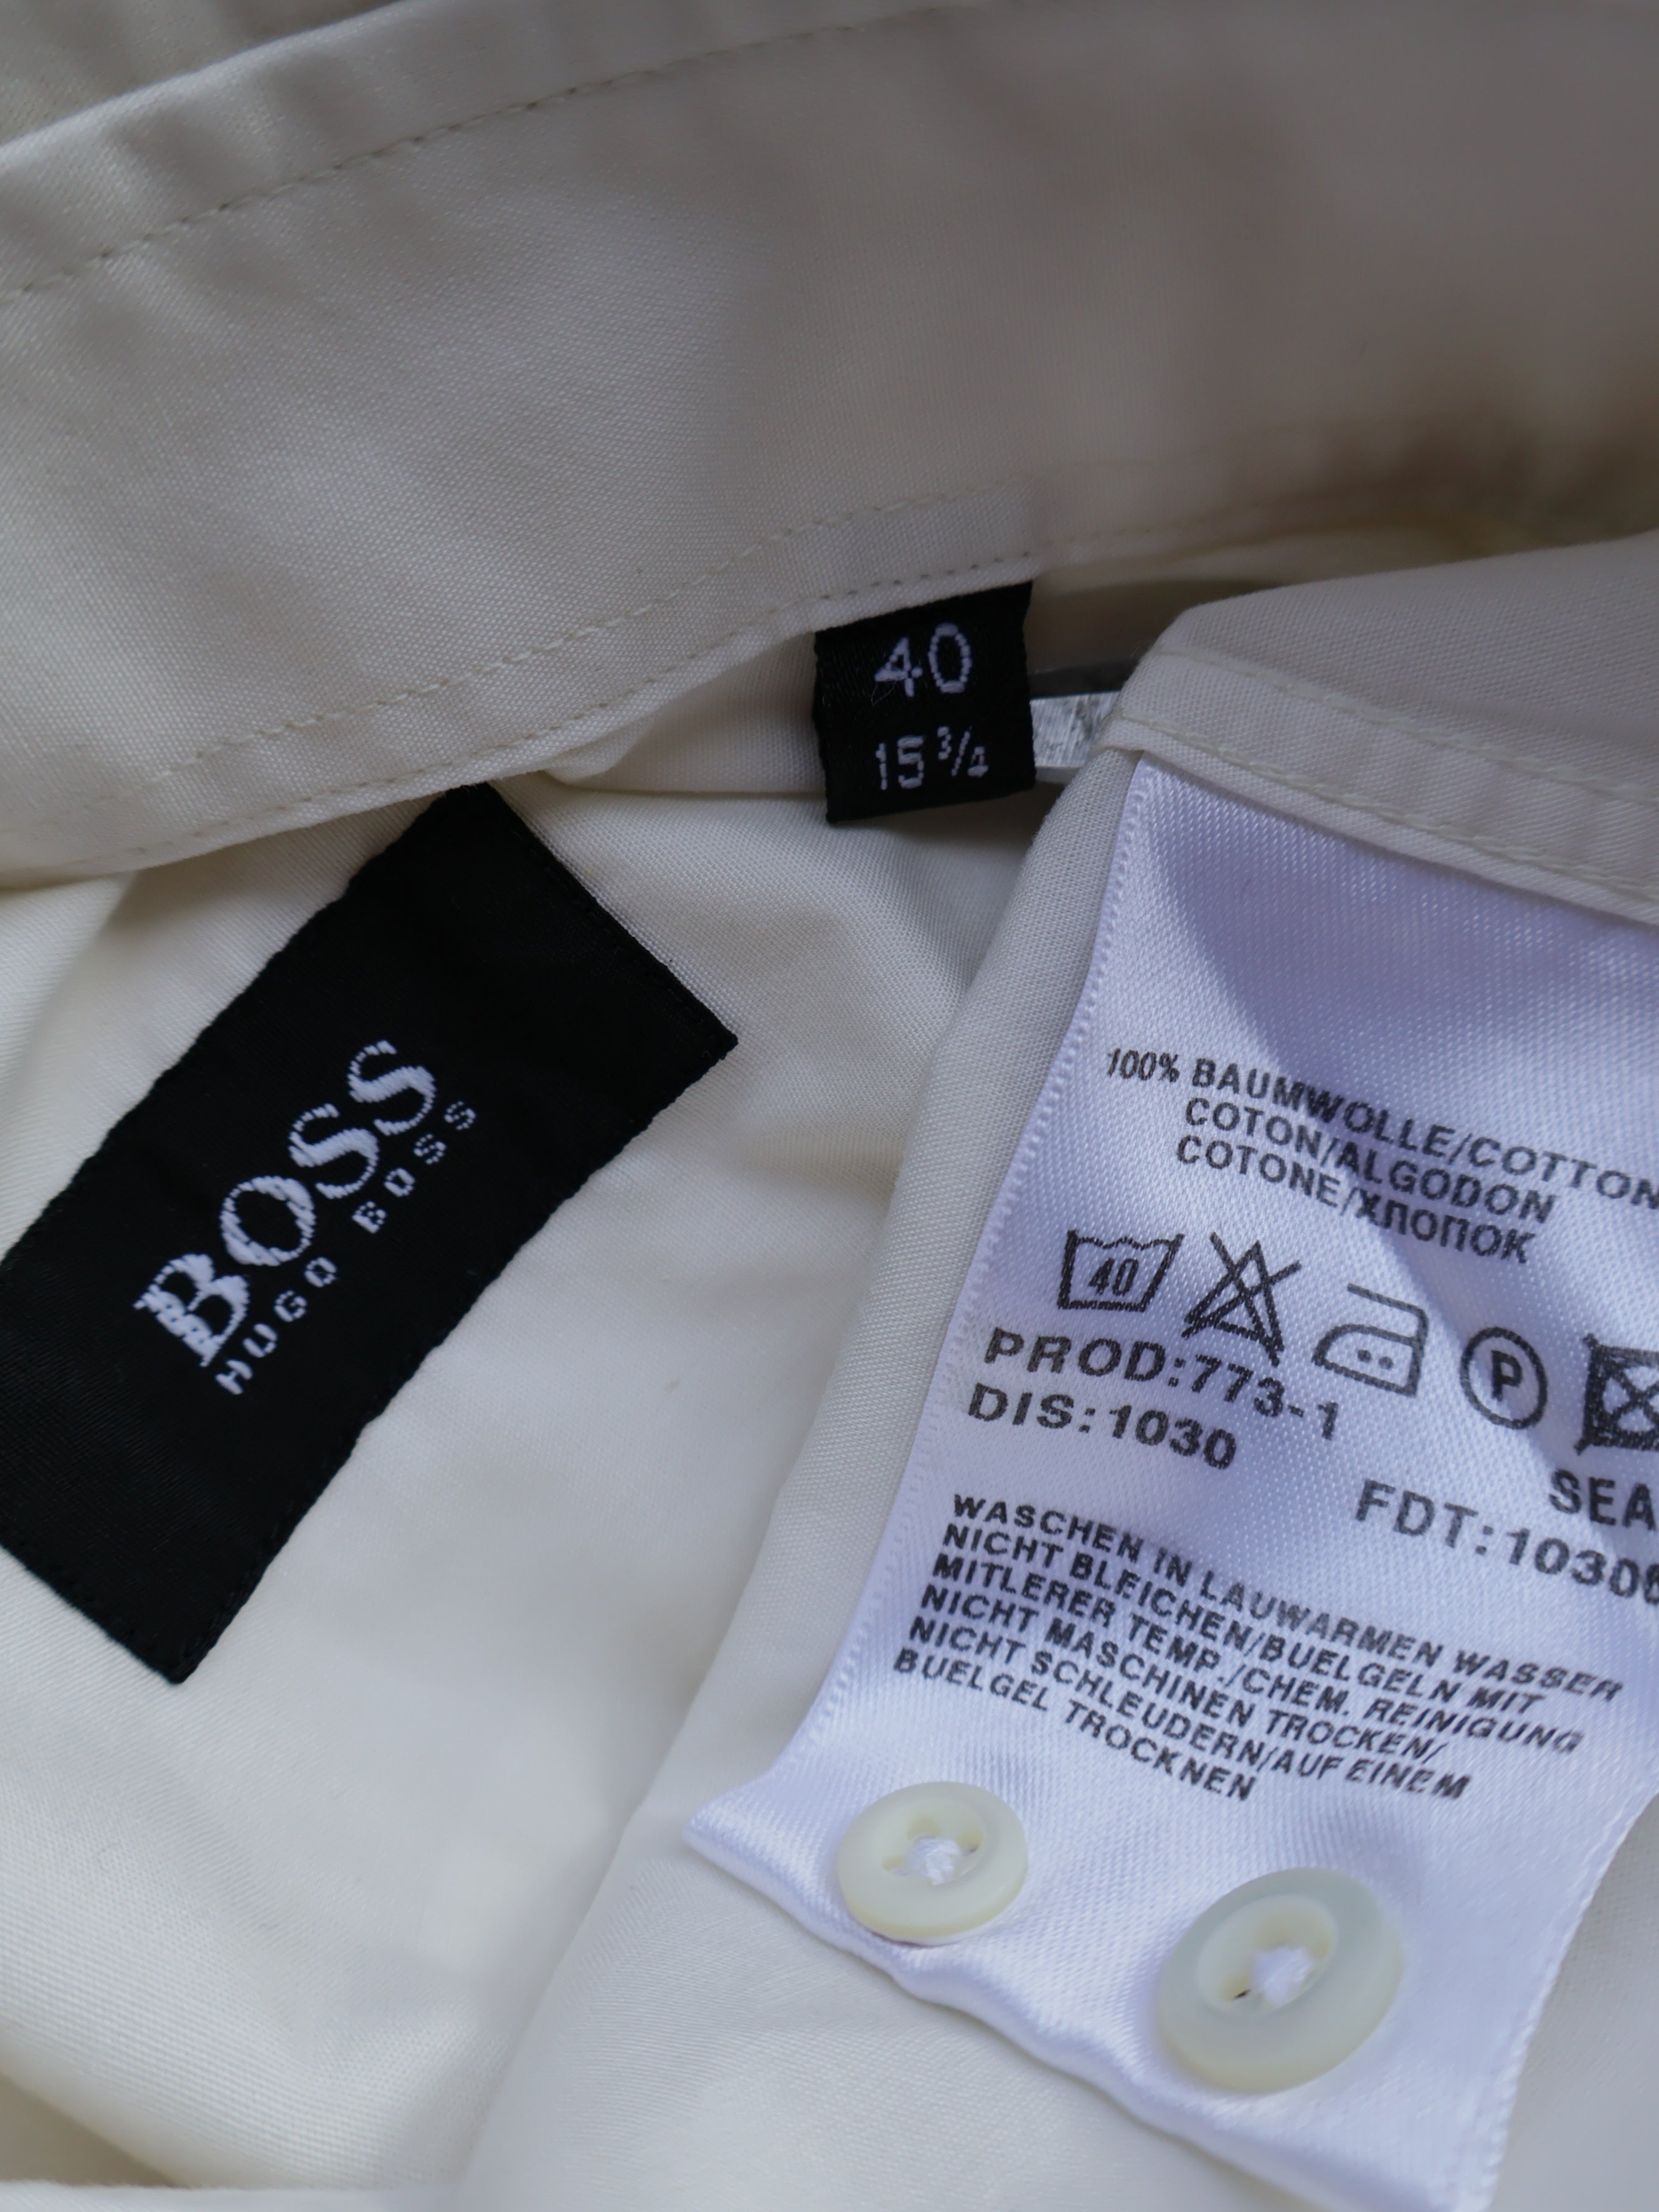 40
15 3/4
BOSS
HUGO BOSS
100% BAUMWOLLE/COTTON
COTON/ALGODON
COTONE/ХЛОПОК
40
P
PROD:773-1
DIS:1030
SEA
FDT:1030
WASCHEN IN LAUWARMEN WASSER
NICHT BLEICHEN/BUELGELN MIT
MITLERER TEMP./CHEM. REINIGUNG
NICHT MASCHINEN TROCKEN/
NICHT SCHLEUDERN/AUF EINEM
BUELGEL TROCKNEN